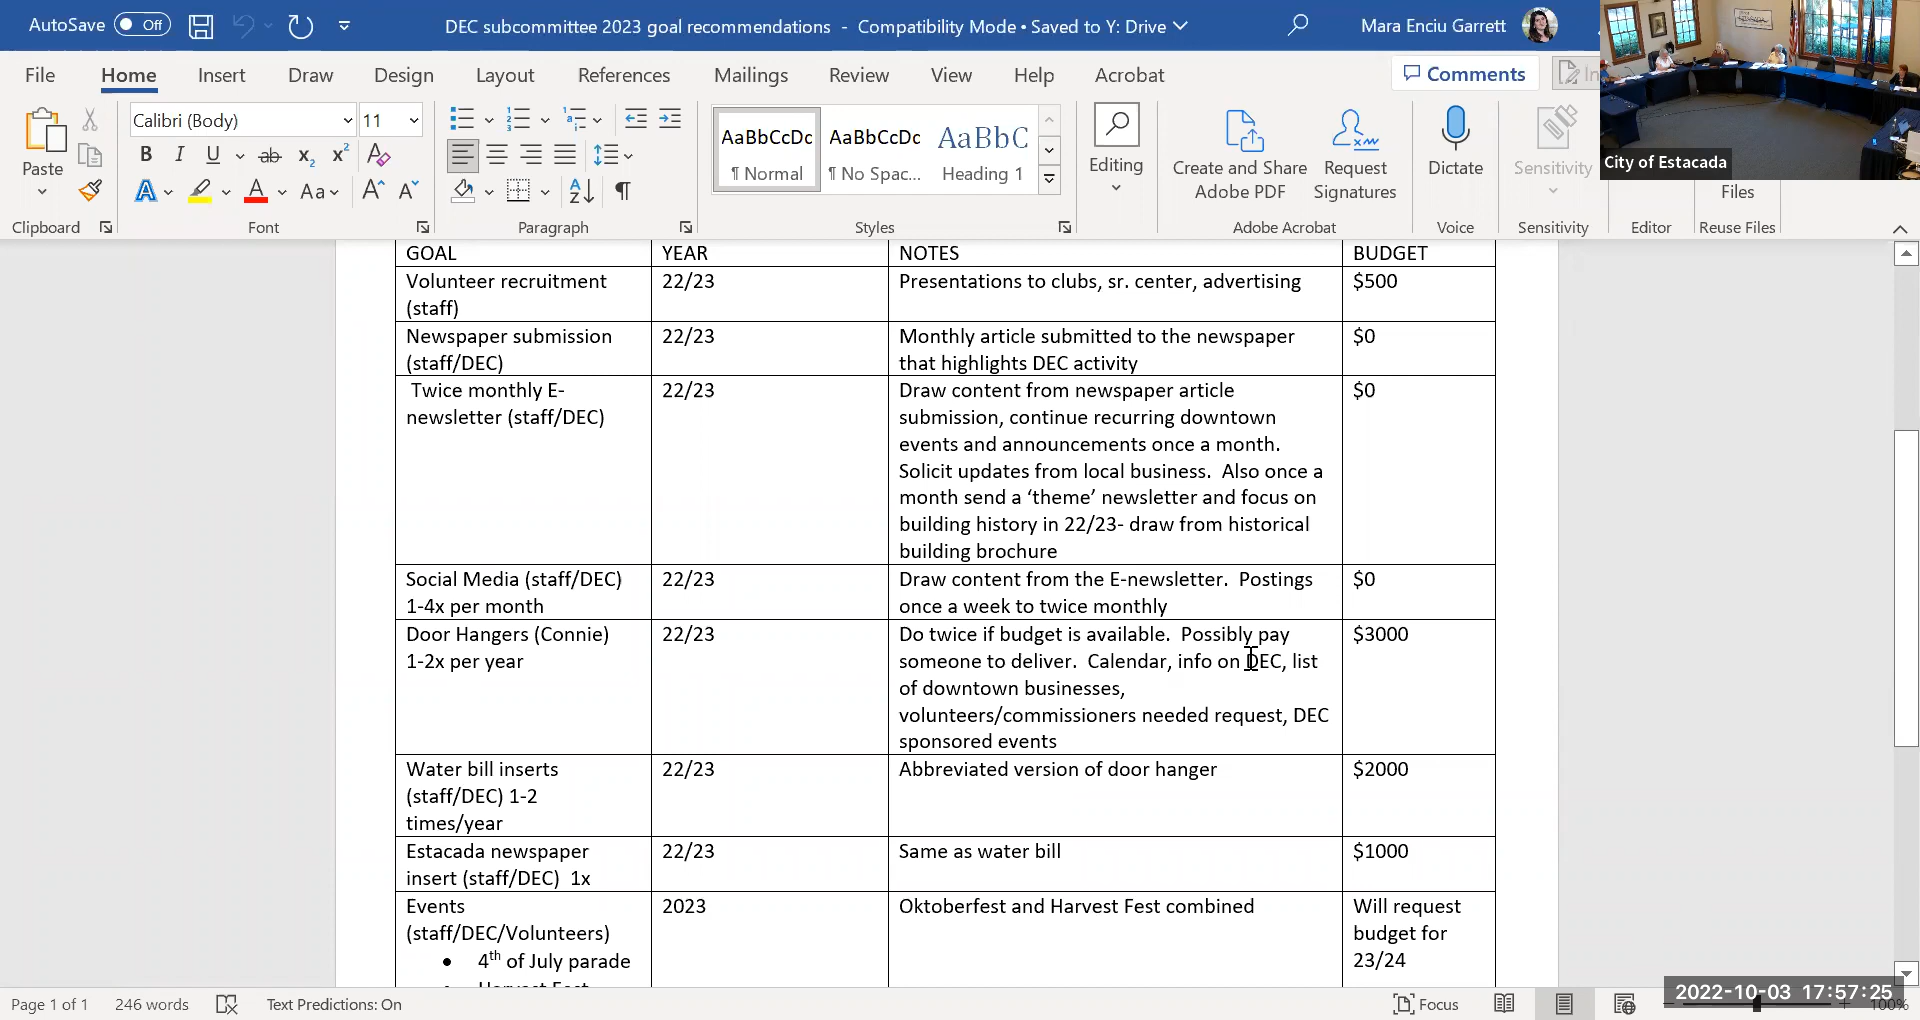 AutoSave Off
DEC subcommittee 2023 goal recommendations - Compatibility Mode • Saved to Y: Drive
Mara Enciu Garrett
File Home Insert Draw Design Layout References Mailings Review View Help Acrobat
Comments
City of Estacada
Paste
Calibri (Body) 11
B I U ab x₂ x²
A A Aa A A
AaBbCcDc AaBbCcDc AaBbC
¶ Normal ¶ No Spac... Heading 1
Editing
Create and Share
Adobe PDF
Request
Signatures
Dictate
Sensitivity
Files
Clipboard Font Paragraph Styles Adobe Acrobat Voice Sensitivity Editor Reuse Files
GOAL YEAR NOTES BUDGET
Volunteer recruitment 22/23 Presentations to clubs, sr. center, advertising $500
(staff)
Newspaper submission 22/23 Monthly article submitted to the newspaper $0
(staff/DEC) that highlights DEC activity
Twice monthly E- 22/23 Draw content from newspaper article $0
newsletter (staff/DEC) submission, continue recurring downtown
events and announcements once a month.
Solicit updates from local business. Also once a
month send a ‘theme’ newsletter and focus on
building history in 22/23- draw from historical
building brochure
Social Media (staff/DEC) 22/23 Draw content from the E-newsletter. Postings $0
1-4x per month once a week to twice monthly
Door Hangers (Connie) 22/23 Do twice if budget is available. Possibly pay $3000
1-2x per year someone to deliver. Calendar, info on DEC, list
of downtown businesses,
volunteers/commissioners needed request, DEC
sponsored events
Water bill inserts 22/23 Abbreviated version of door hanger $2000
(staff/DEC) 1-2
times/year
Estacada newspaper 22/23 Same as water bill $1000
insert (staff/DEC) 1x
Events 2023 Oktoberfest and Harvest Fest combined Will request
(staff/DEC/Volunteers) budget for
• 4th of July parade 23/24
• Harvest Fest
Page 1 of 1 246 words Text Predictions: On Focus 100%
2022-10-03 17:57:25